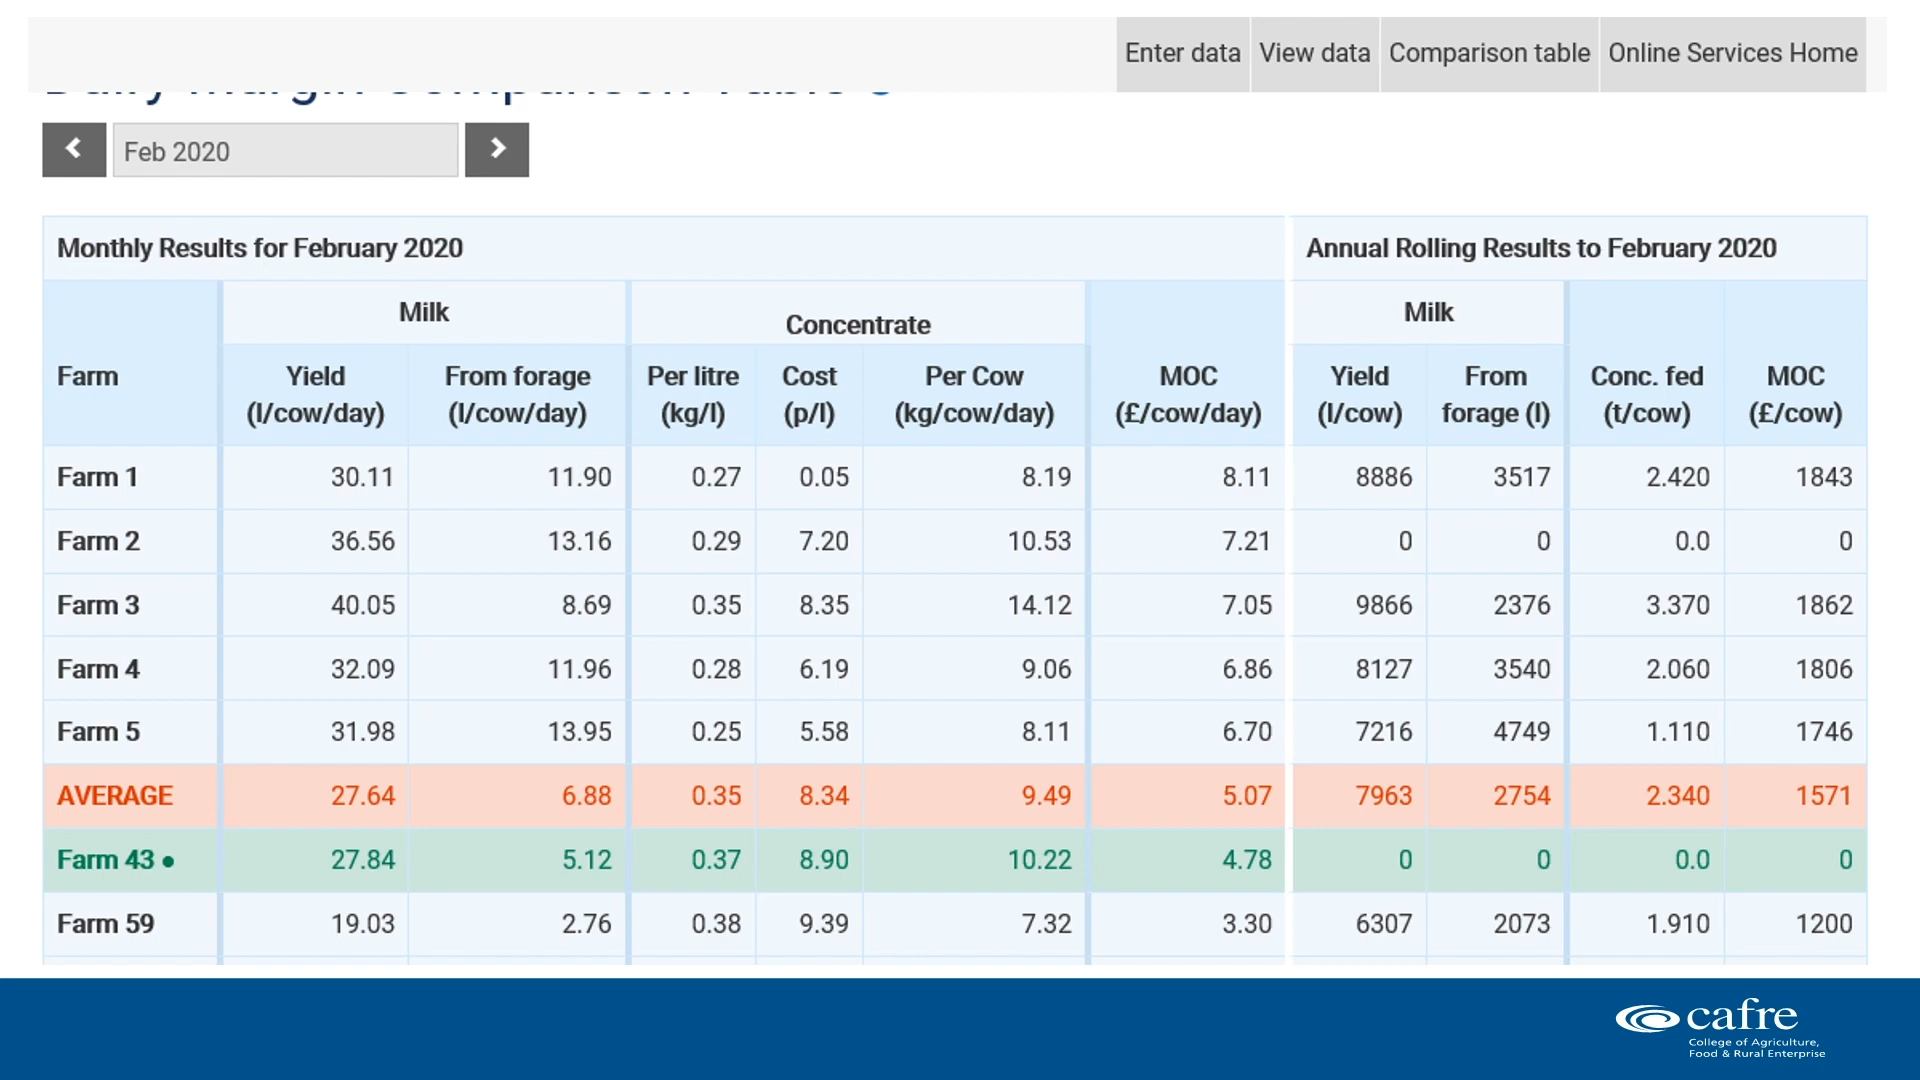 Enter data View data Comparison table Online Services Home
Dairy Margin Comparison Table
Feb 2020
Monthly Results for February 2020 Annual Rolling Results to February 2020
Milk Concentrate Milk
Farm Yield (l/cow/day) From forage (l/cow/day) Per litre (kg/l) Cost (p/l) Per Cow (kg/cow/day) MOC (£/cow/day) Yield (l/cow) From forage (l) Conc. fed (t/cow) MOC (£/cow)
Farm 1 30.11 11.90 0.27 0.05 8.19 8.11 8886 3517 2.420 1843
Farm 2 36.56 13.16 0.29 7.20 10.53 7.21 0 0 0.0 0
Farm 3 40.05 8.69 0.35 8.35 14.12 7.05 9866 2376 3.370 1862
Farm 4 32.09 11.96 0.28 6.19 9.06 6.86 8127 3540 2.060 1806
Farm 5 31.98 13.95 0.25 5.58 8.11 6.70 7216 4749 1.110 1746
AVERAGE 27.64 6.88 0.35 8.34 9.49 5.07 7963 2754 2.340 1571
Farm 43 ● 27.84 5.12 0.37 8.90 10.22 4.78 0 0 0.0 0
Farm 59 19.03 2.76 0.38 9.39 7.32 3.30 6307 2073 1.910 1200
cafre
College of Agriculture,
Food & Rural Enterprise